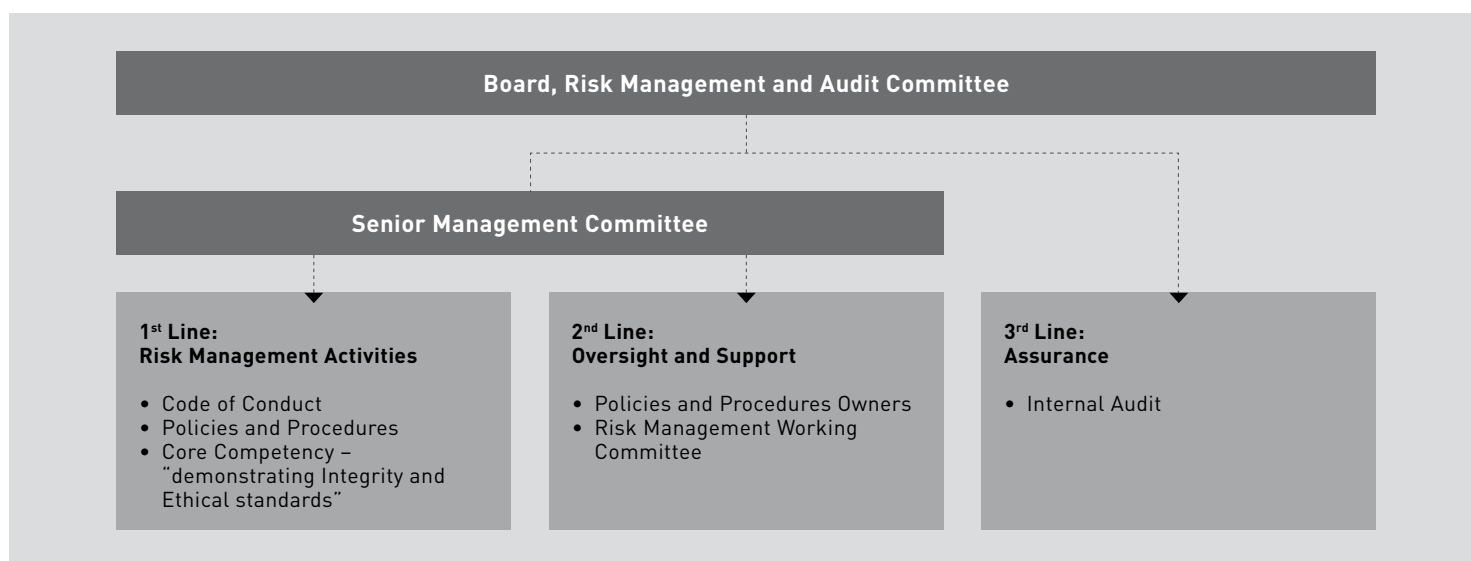 Board, Risk Management and Audit Committee
Senior Management Committee
1st Line:
Risk Management Activities
• Code of Conduct
• Policies and Procedures
• Core Competency –
“demonstrating Integrity and
Ethical standards”
2nd Line:
Oversight and Support
• Policies and Procedures Owners
• Risk Management Working
Committee
3rd Line:
Assurance
• Internal Audit